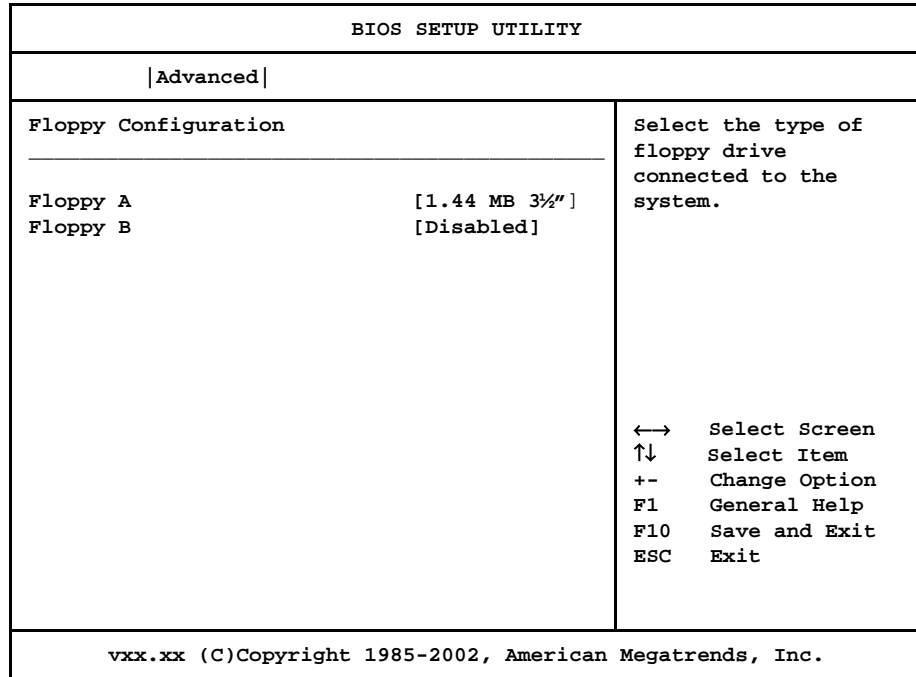 BIOS SETUP UTILITY
|Advanced|
Floppy Configuration
Floppy A [1.44 MB 3½″]
Floppy B [Disabled]
Select the type of
floppy drive
connected to the
system.
←→ Select Screen
↑↓ Select Item
+- Change Option
F1 General Help
F10 Save and Exit
ESC Exit
vxx.xx (C)Copyright 1985-2002, American Megatrends, Inc.